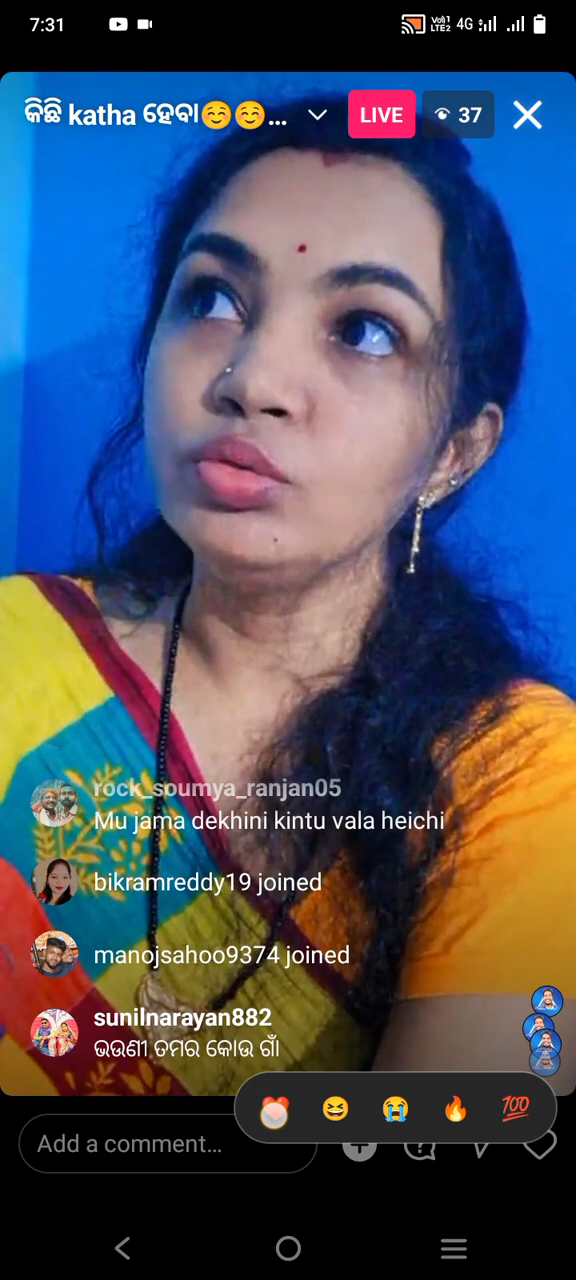 7:31
Vo)) 1
LTE2
4G
କିଛି katha ହେବା☺️☺️...
LIVE
37
rock_soumya_ranjan05
Mu jama dekhini kintu vala heichi
bikramreddy19 joined
manojsahoo9374 joined
sunilnarayan882
ଭଉଣୀ ତମର କୋଉ ଗାଁ
😆 😭 🔥 💯
Add a comment...